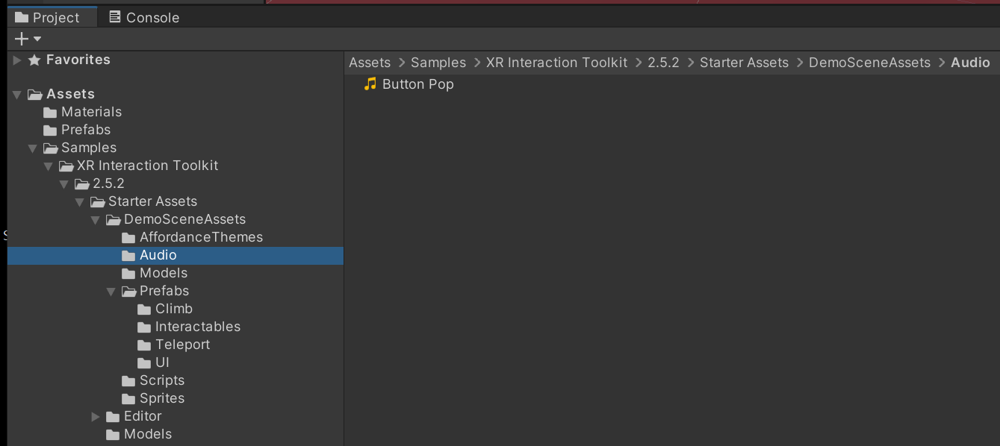 Project Console
Favorites
Assets > Samples > XR Interaction Toolkit > 2.5.2 > Starter Assets > DemoSceneAssets > Audio
Button Pop
Assets
Materials
Prefabs
Samples
XR Interaction Toolkit
2.5.2
Starter Assets
DemoSceneAssets
AffordanceThemes
Audio
Models
Prefabs
Climb
Interactables
Teleport
UI
Scripts
Sprites
Editor
Models